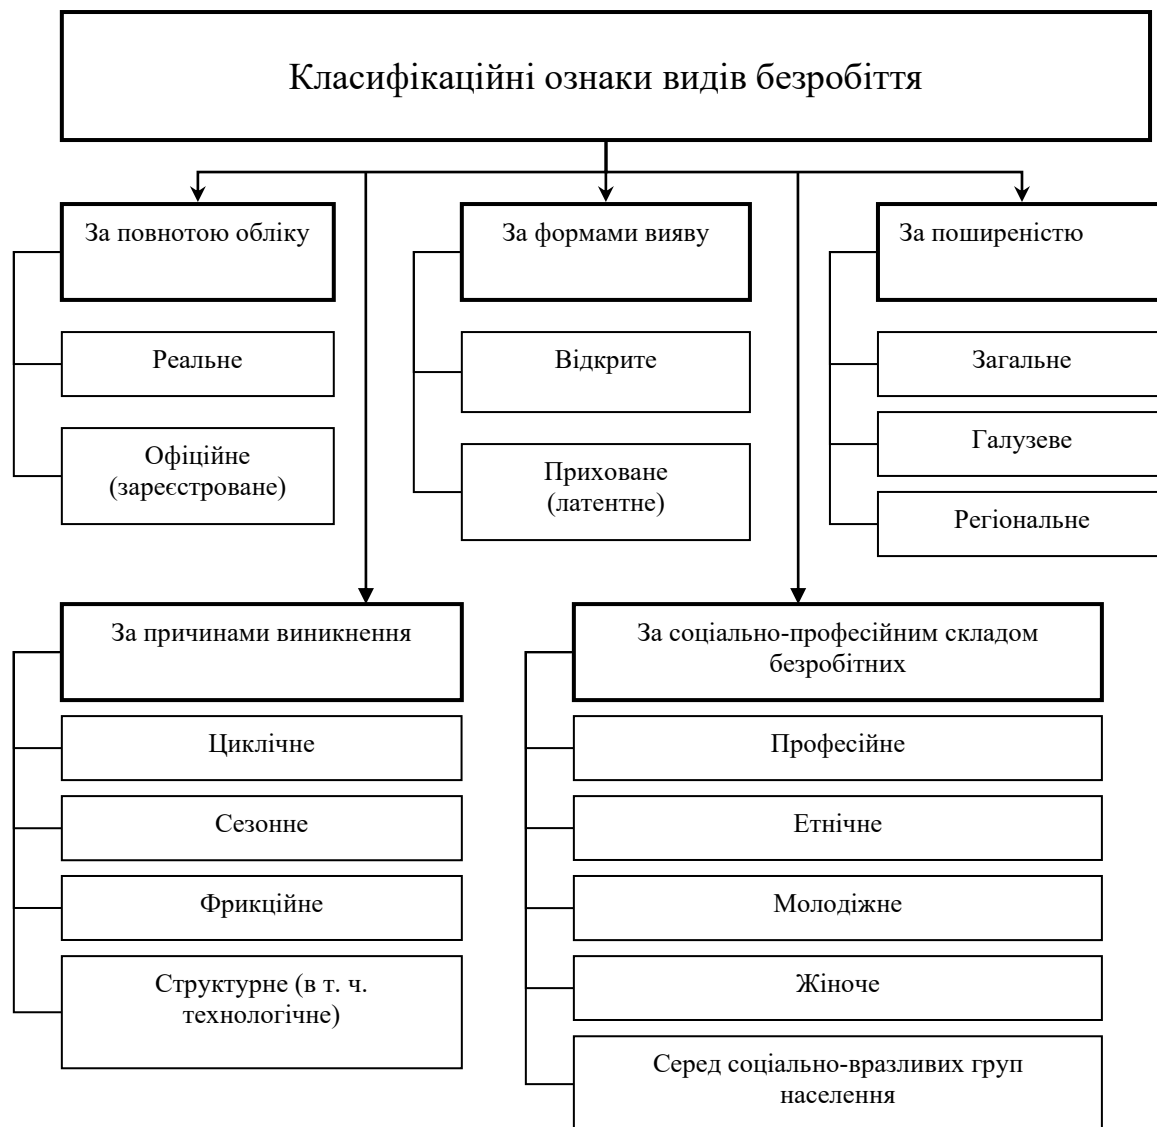 Класифікаційні ознаки видів безробіття
За повнотою обліку
Реальне
Офіційне
(зареєстроване)
За формами вияву
Відкрите
Приховане
(латентне)
За поширеністю
Загальне
Галузеве
Регіональне
За причинами виникнення
Циклічне
Сезонне
Фрикційне
Структурне (в т. ч.
технологічне)
За соціально-професійним складом
безробітних
Професійне
Етнічне
Молодіжне
Жіноче
Серед соціально-вразливих груп
населення